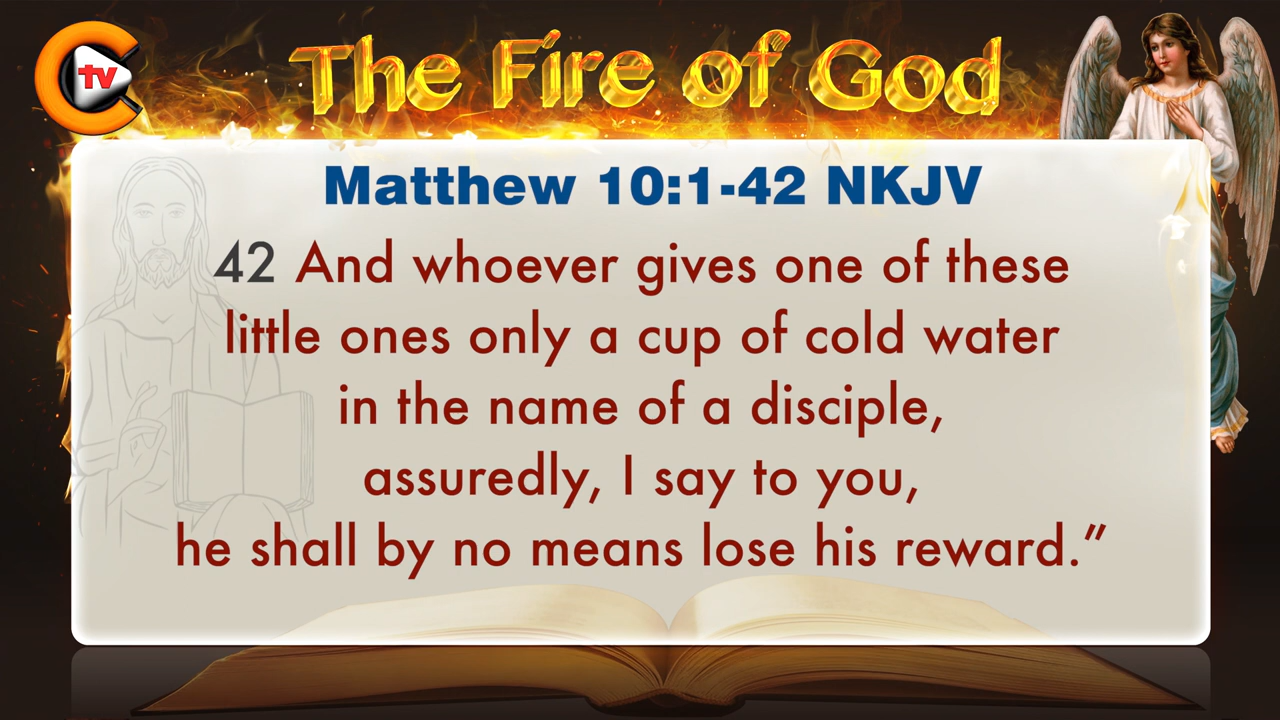 tv
The Fire of God
Matthew 10:1-42 NKJV
42 And whoever gives one of these
little ones only a cup of cold water
in the name of a disciple,
assuredly, I say to you,
he shall by no means lose his reward.”